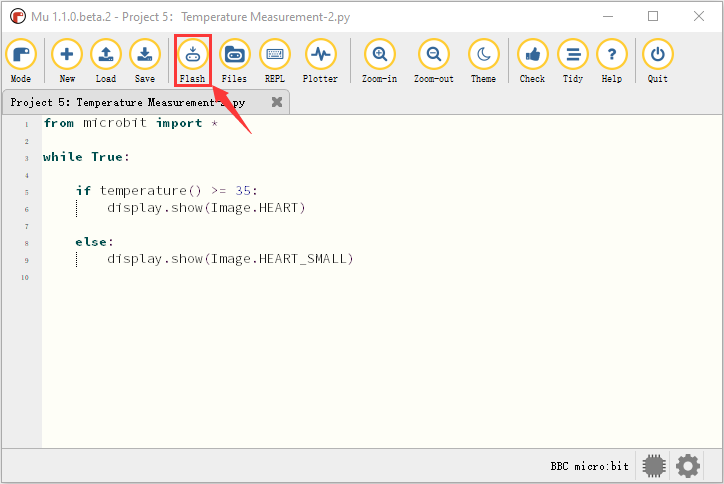 Mu 1.1.0.beta.2 - Project 5: Temperature Measurement-2.py
Mode New Load Save Flash Files REPL Plotter Zoom-in Zoom-out Theme Check Tidy Help Quit
Project 5: Temperature Measurement-2.py
1 from microbit import *
2
3 while True:
4
5 if temperature() >= 35:
6 display.show(Image.HEART)
7
8 else:
9 display.show(Image.HEART_SMALL)
10
BBC micro:bit